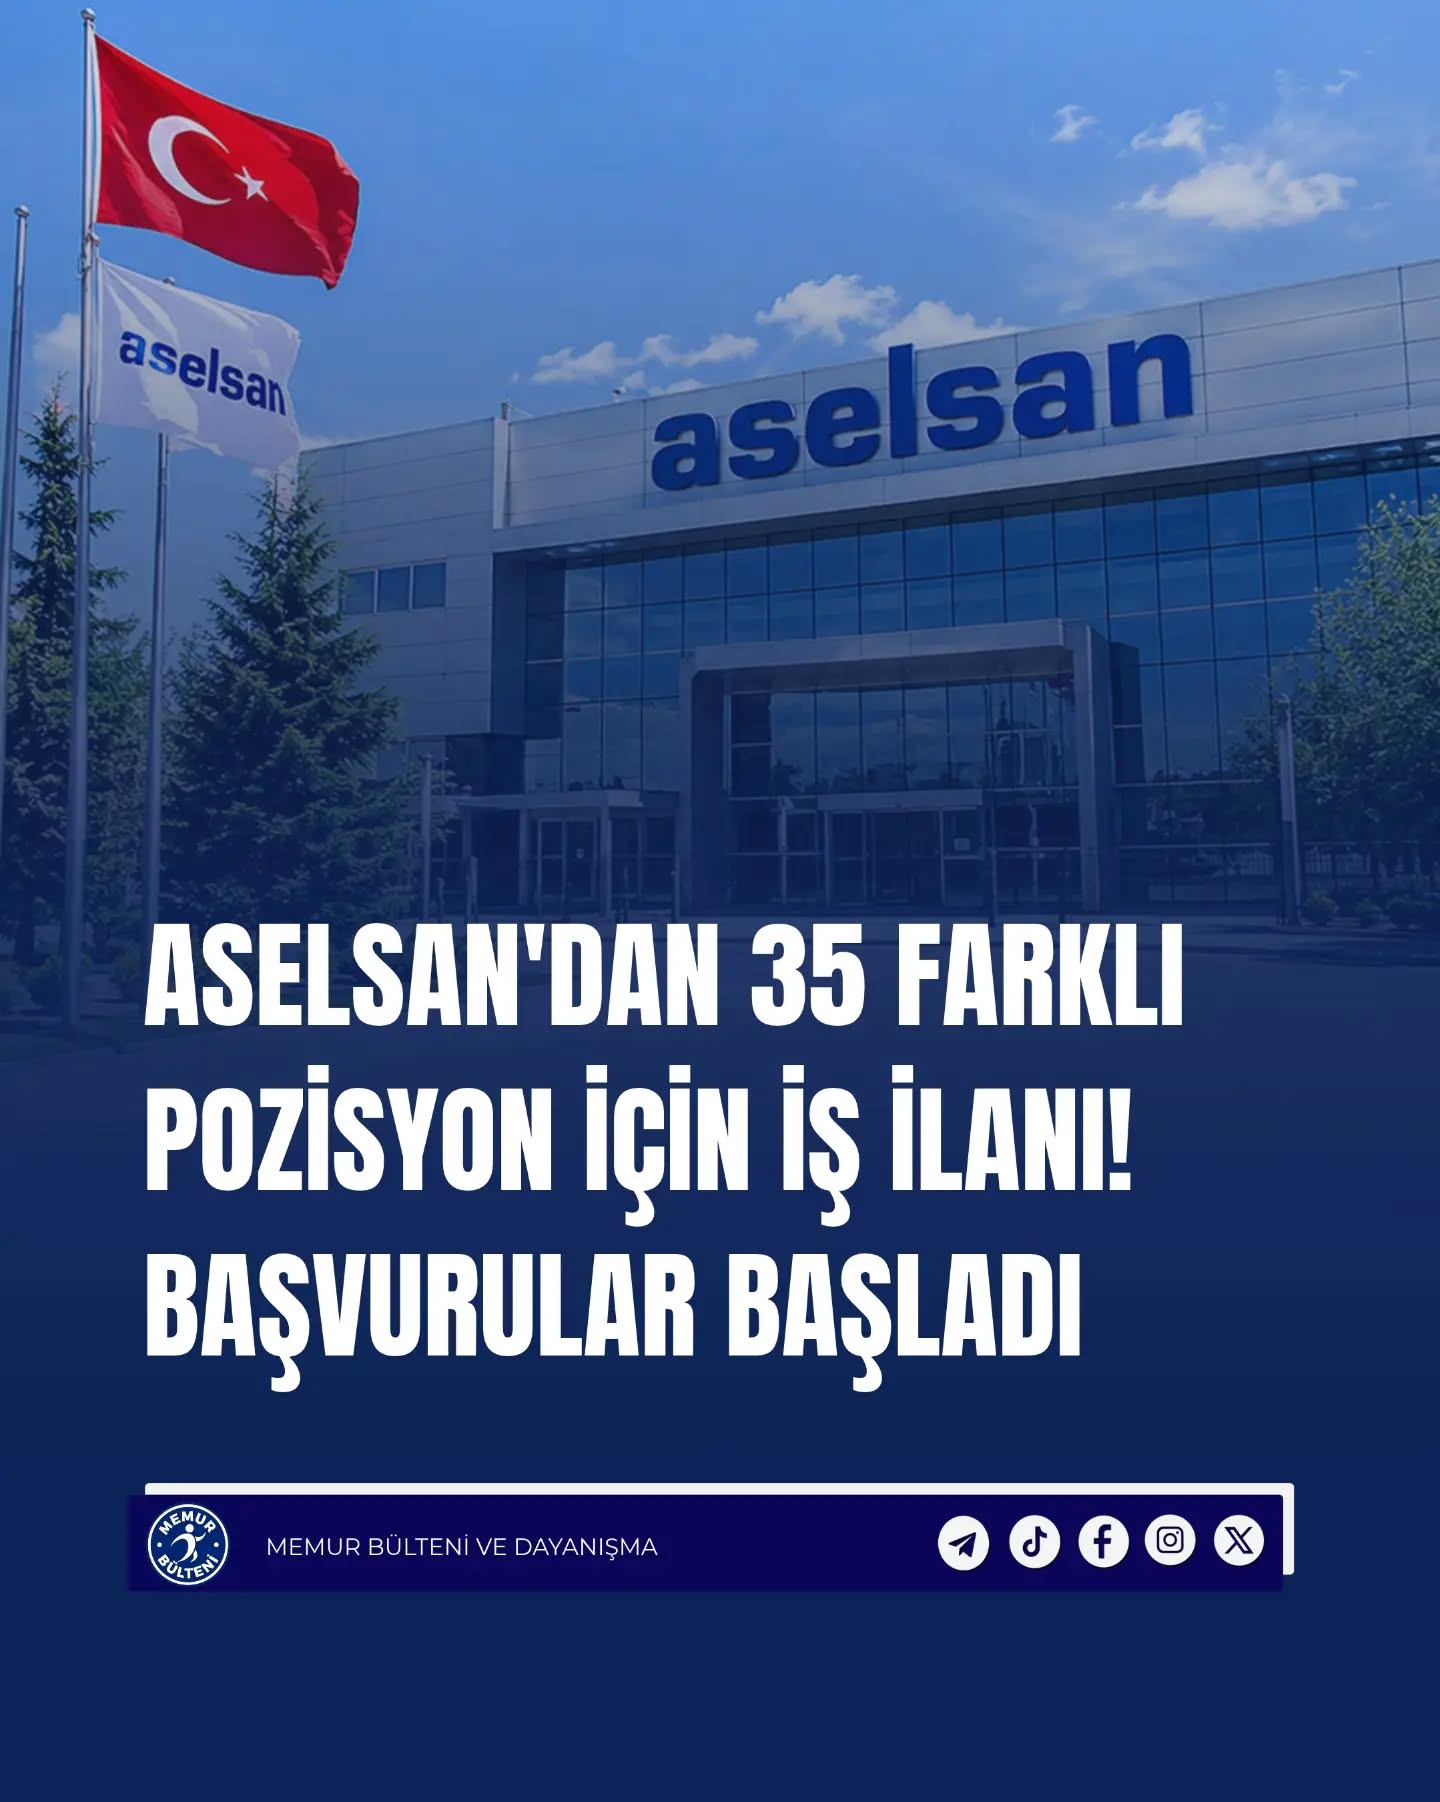 aselsan
aselsan
ASELSAN'DAN 35 FARKLI
POZİSYON İÇİN İŞ İLANI!
BAŞVURULAR BAŞLADI
MEMUR
BÜLTENİ
MEMUR BÜLTENİ VE DAYANIŞMA